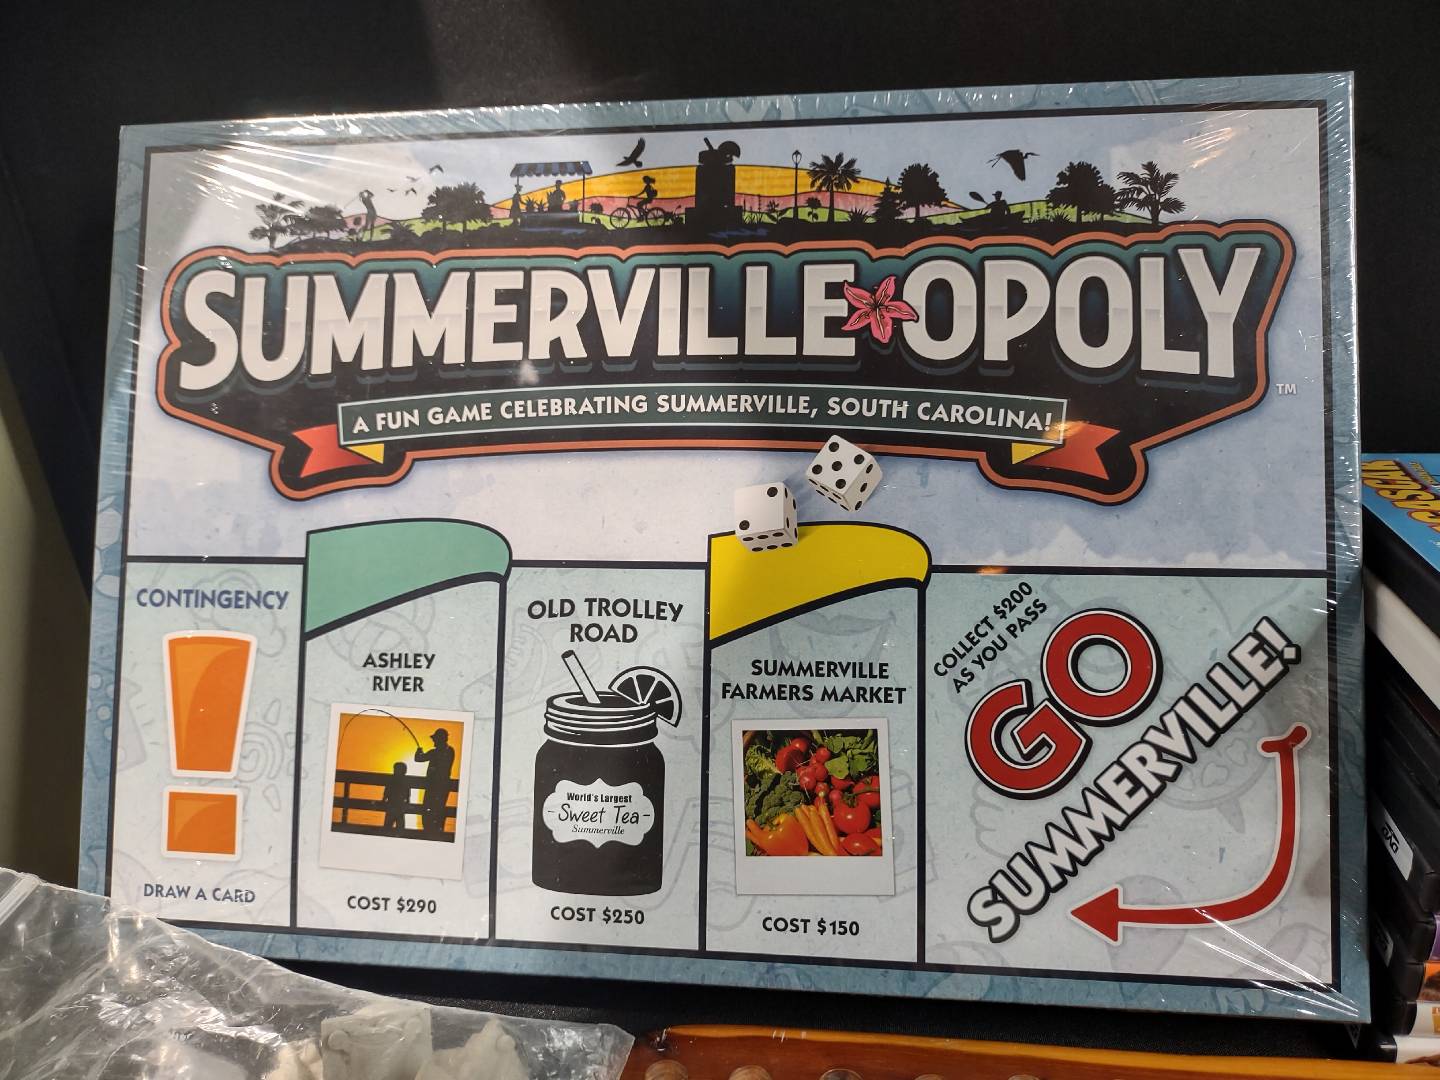 SUMMERVILLE OPOLY
TM
A FUN GAME CELEBRATING SUMMERVILLE, SOUTH CAROLINA!
CONTINGENCY
!
DRAW A CARD
ASHLEY
RIVER
COST $290
OLD TROLLEY
ROAD
World's Largest
-Sweet Tea-
Summerville
COST $250
SUMMERVILLE
FARMERS MARKET
COST $150
COLLECT $200
AS YOU PASS
GO
SUMMERVILLE!
DVD